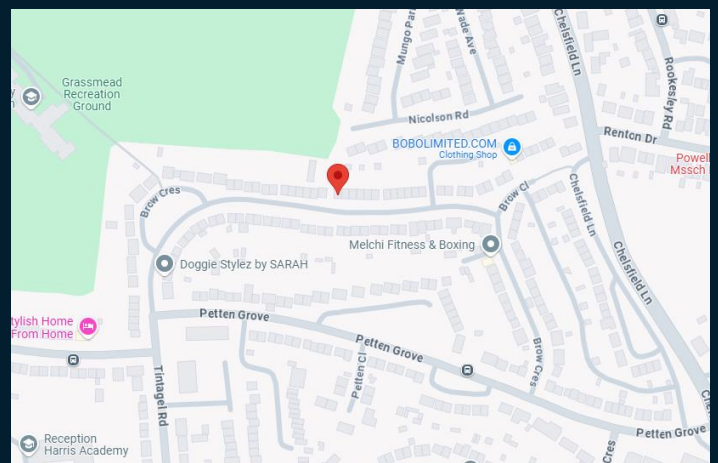 Mungo Par
Wade Ave
Chelsfield Ln
Rookesley Rd
Grassmead
Recreation
Ground
Nicolson Rd
Renton Dr
BOBOLIMITED.COM
Clothing Shop
Powell
Mssch
Brow Cres
Brow Cl
Chelsfield Ln
Melchi Fitness & Boxing
Doggie Stylez by SARAH
Chelsfield Ln
tylish Home
From Home
Petten Grove
Petten Grove
Brow Cres
Petten Cl
Tintagel Rd
Petten Grove
Reception
Harris Academy
Cres